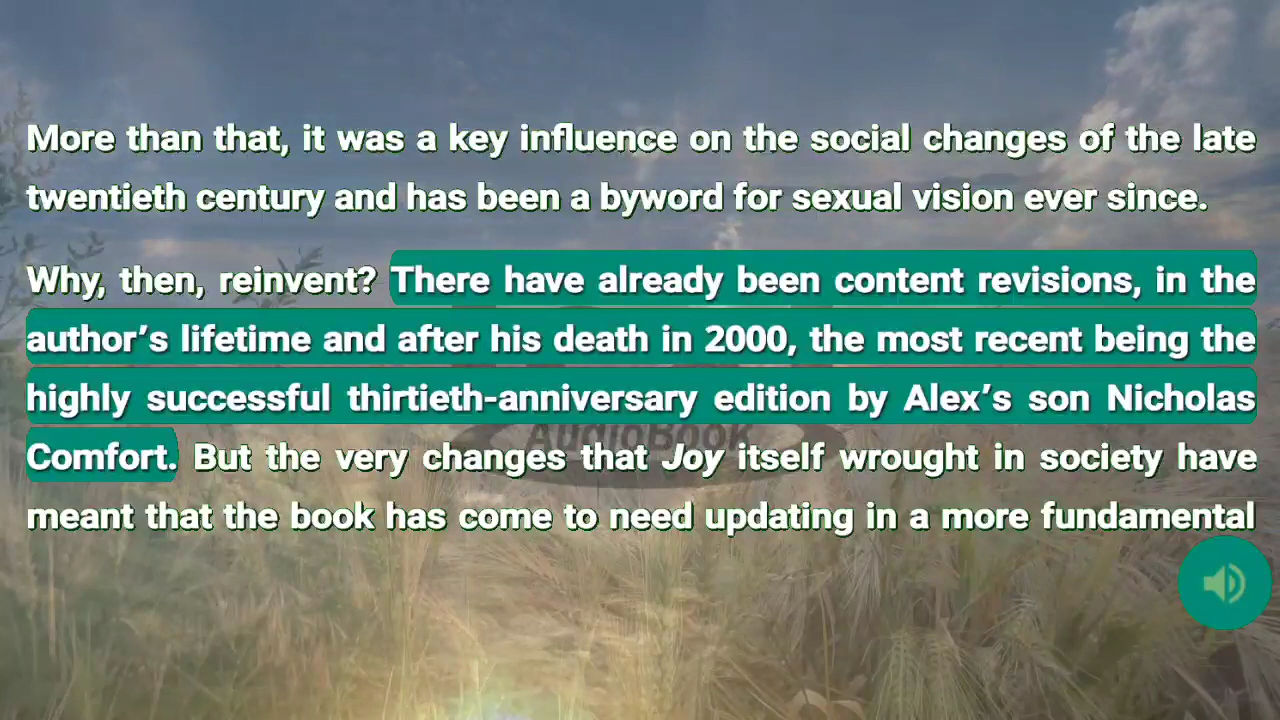 More than that, it was a key influence on the social changes of the late
twentieth century and has been a byword for sexual vision ever since.
Why, then, reinvent? There have already been content revisions, in the
author’s lifetime and after his death in 2000, the most recent being the
highly successful thirtieth-anniversary edition by Alex’s son Nicholas
Comfort. But the very changes that Joy itself wrought in society have
AudioBook
meant that the book has come to need updating in a more fundamental